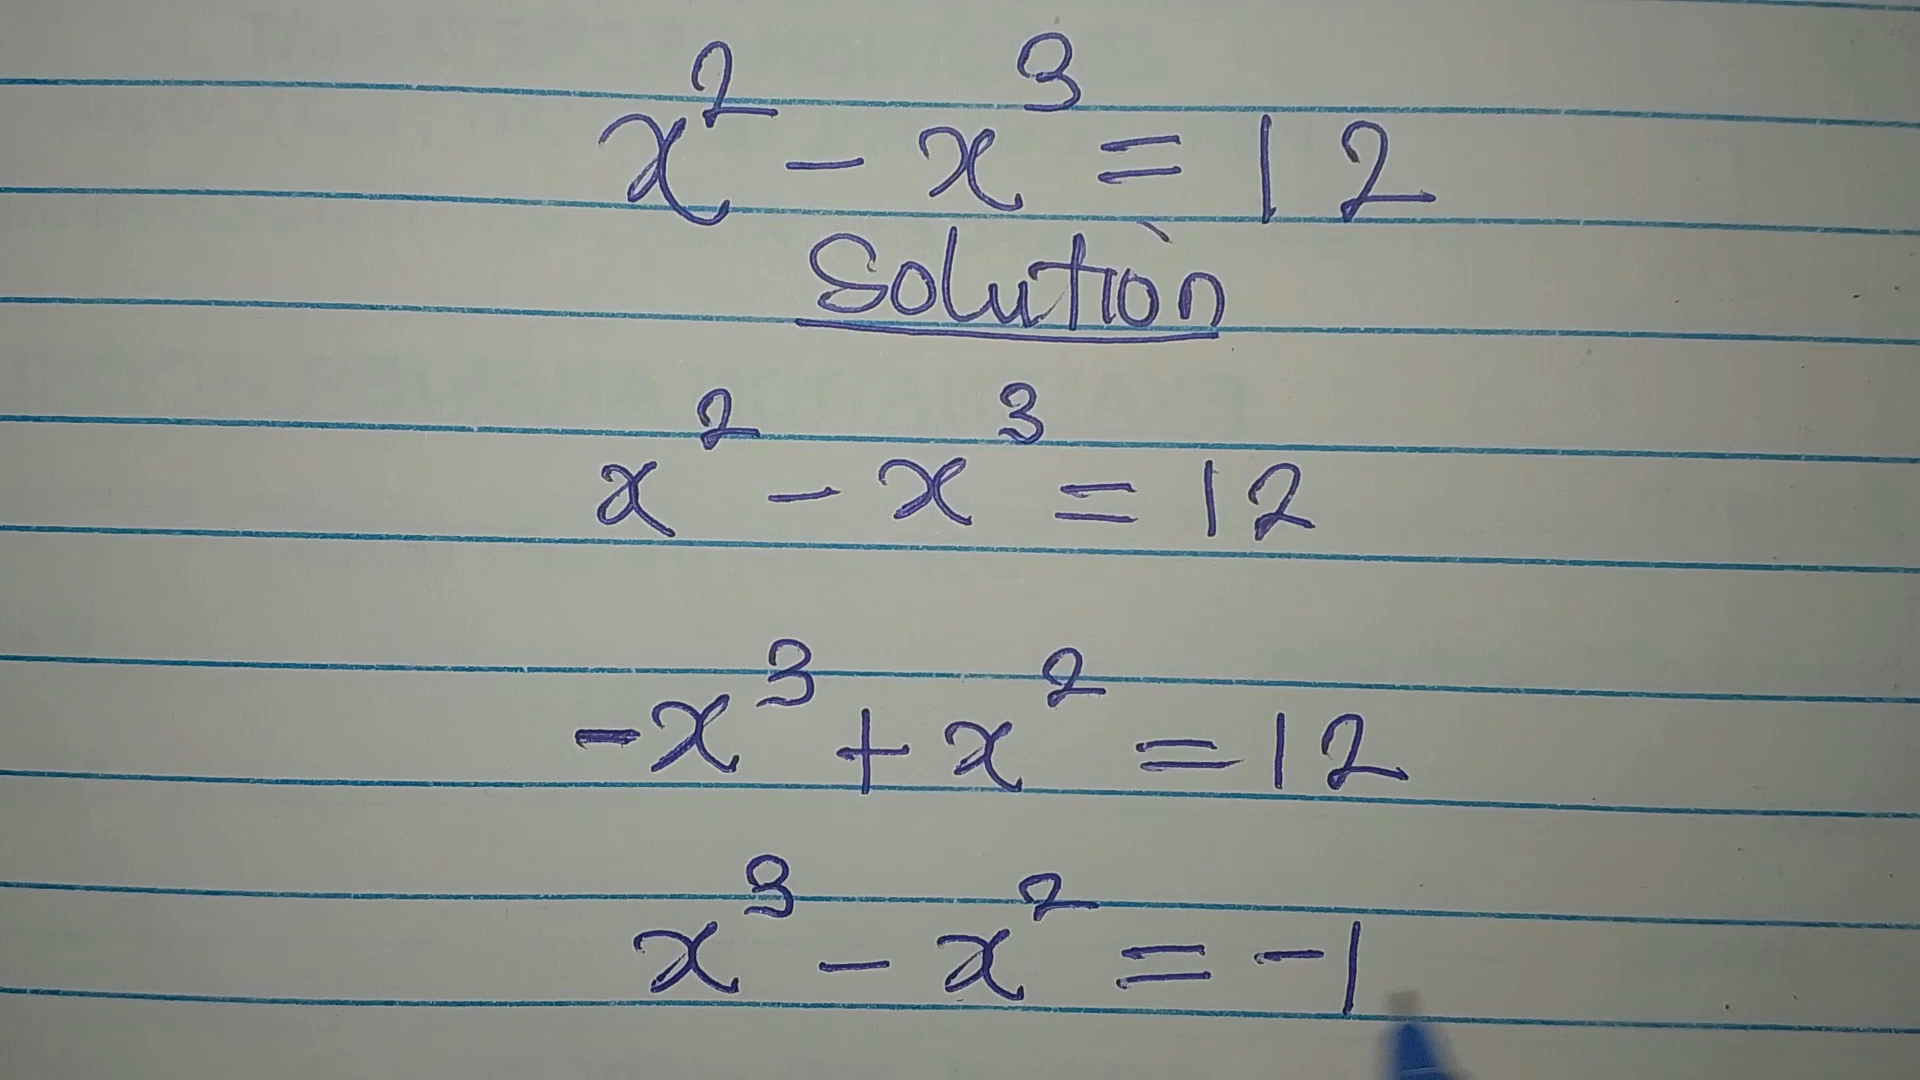 x² - x³ = 12
Solution
x² - x³ = 12
-x³ + x² = 12
x³ - x² = -1